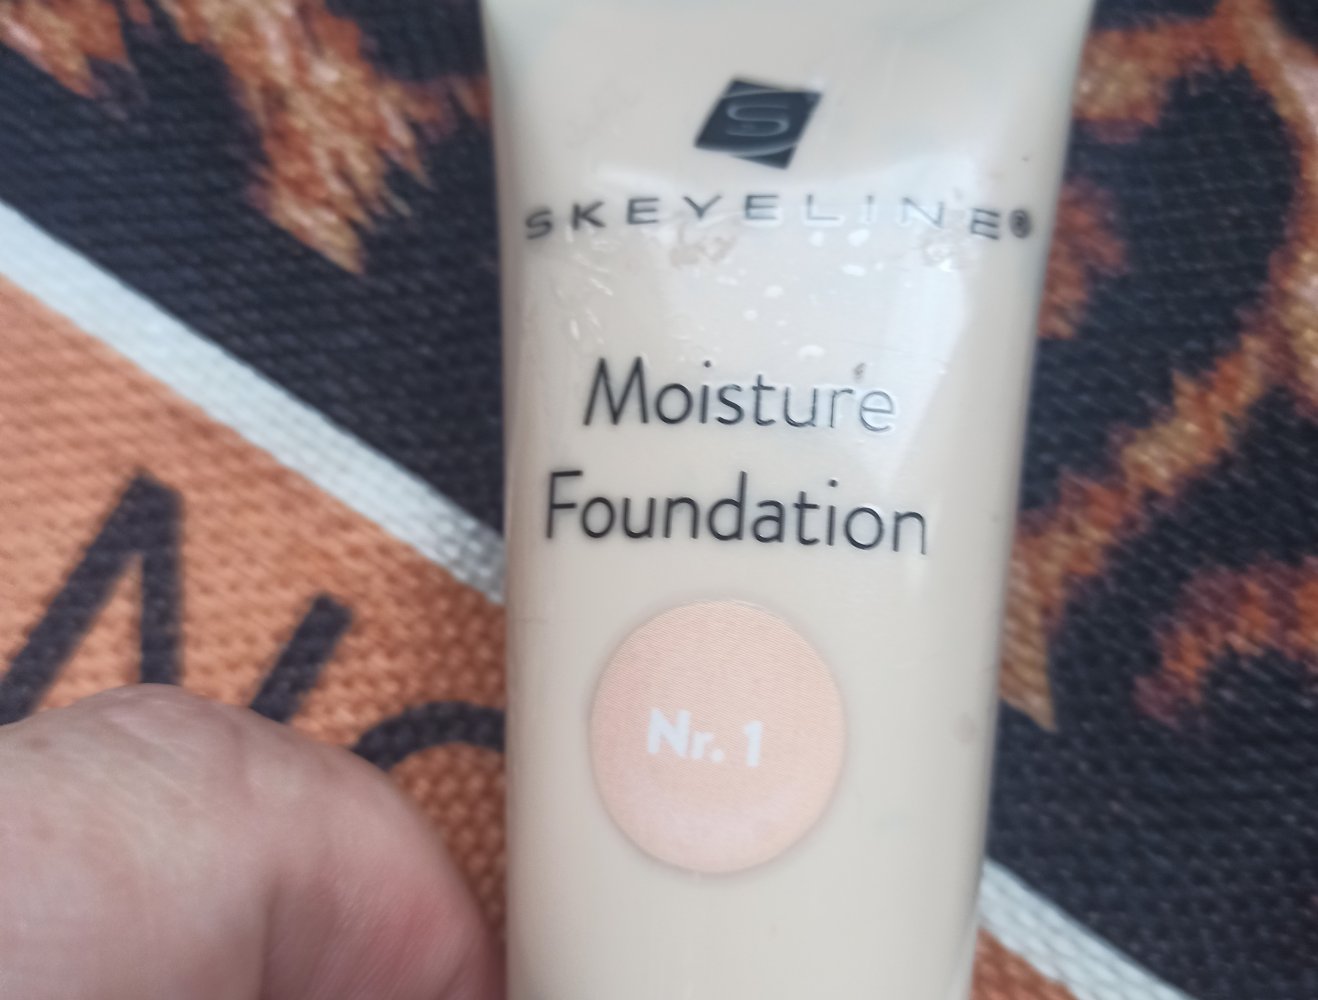 S
SKEYELINE®
Moisture
Foundation
Nr. 1